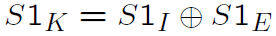 S1_K = S1_I ⊕ S1_E